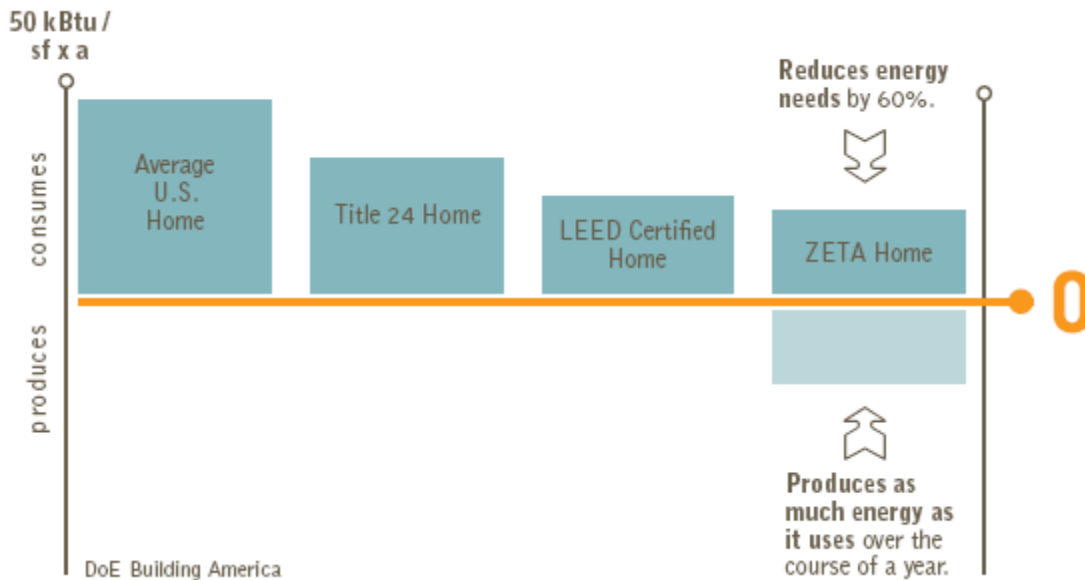 50 kBtu /
sf x a
consumes
produces
Average
U.S.
Home
Title 24 Home
LEED Certified
Home
ZETA Home
Reduces energy
needs by 60%.
0
Produces as
much energy as
it uses over the
course of a year.
DoE Building America